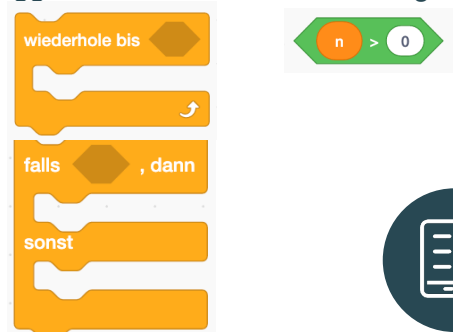 wiederhole bis
n > 0
falls , dann
sonst